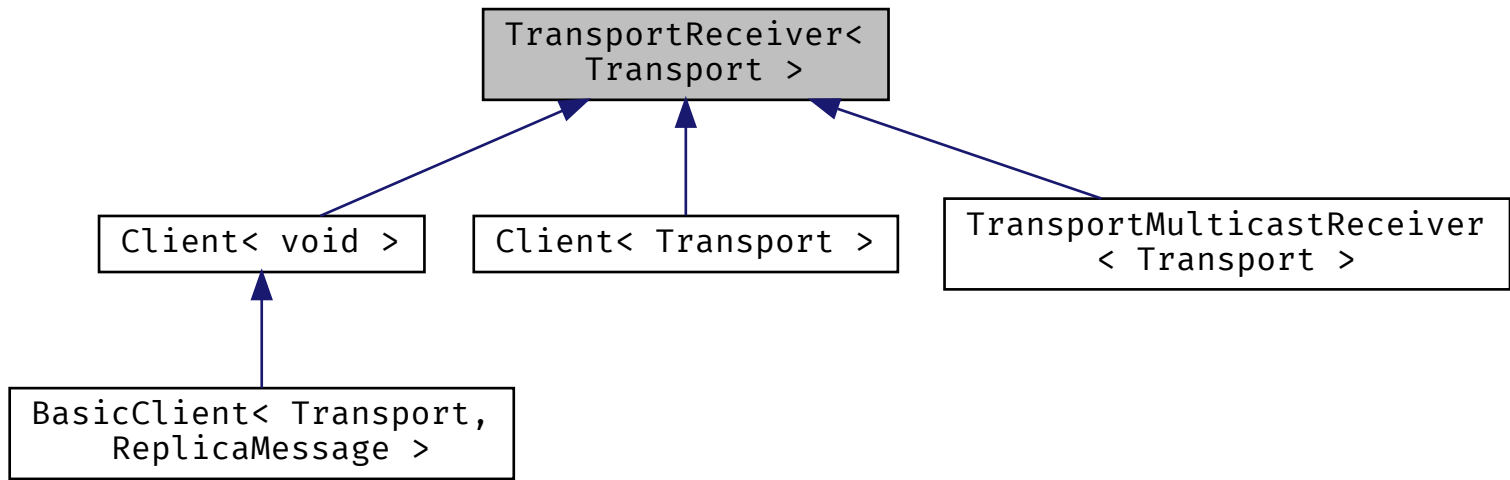 TransportReceiver<
Transport >
Client< void >
Client< Transport >
TransportMulticastReceiver
< Transport >
BasicClient< Transport,
ReplicaMessage >